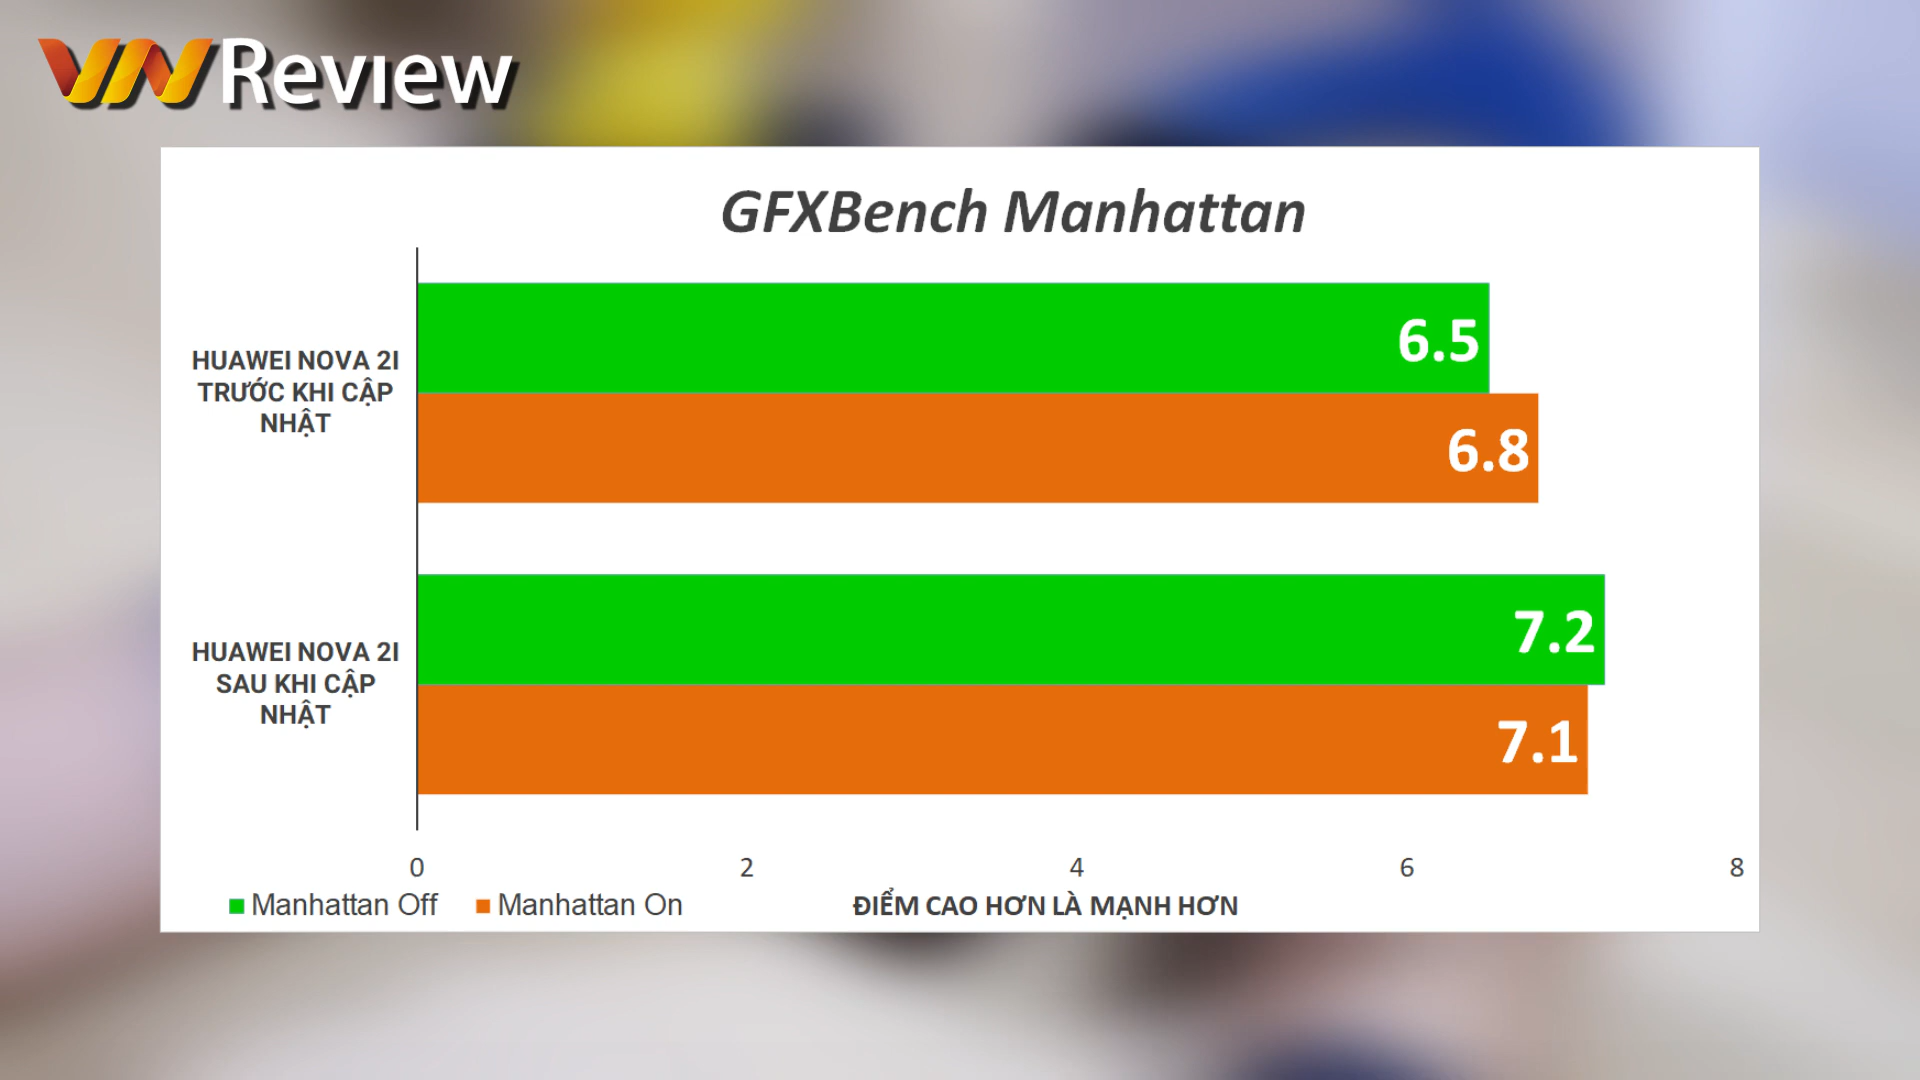 VN Review
GFXBench Manhattan
HUAWEI NOVA 2I
TRƯỚC KHI CẬP
NHẬT
6.5
6.8
HUAWEI NOVA 2I
SAU KHI CẬP
NHẬT
7.2
7.1
0 2 4 6 8
Manhattan Off Manhattan On ĐIỂM CAO HƠN LÀ MẠNH HƠN